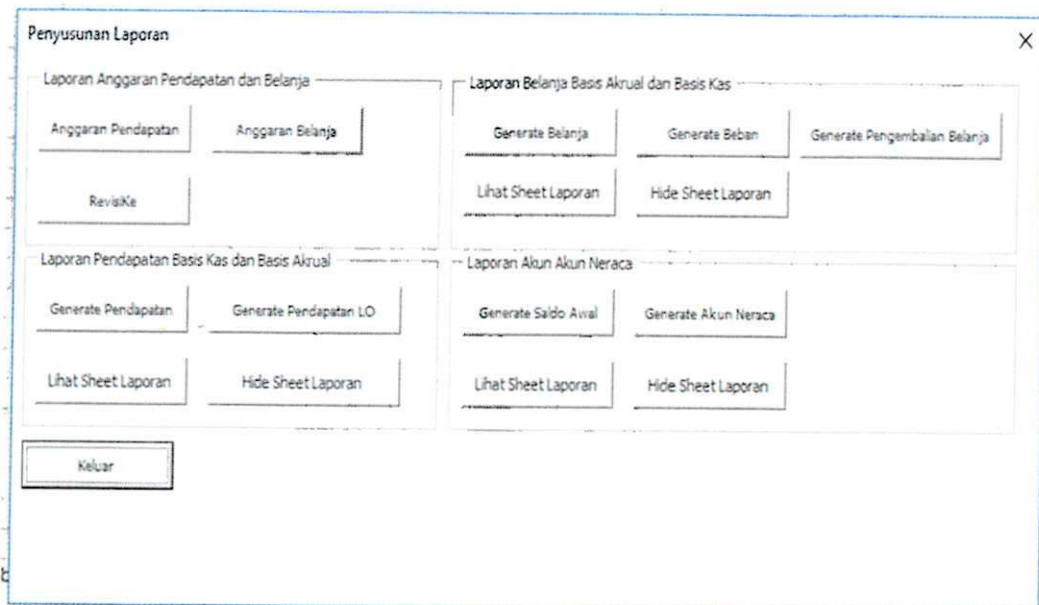 Penyusunan Laporan
X
Laporan Anggaran Pendapatan dan Belanja
Anggaran Pendapatan
Anggaran Belanja
RevisiKe
Laporan Belanja Basis Akrual dan Basis Kas
Generate Belanja
Generate Beban
Generate Pengembalian Belanja
Lihat Sheet Laporan
Hide Sheet Laporan
Laporan Pendapatan Basis Kas dan Basis Akrual
Generate Pendapatan
Generate Pendapatan LO
Lihat Sheet Laporan
Hide Sheet Laporan
Laporan Akun Akun Neraca
Generate Saldo Awal
Generate Akun Neraca
Lihat Sheet Laporan
Hide Sheet Laporan
Keluar